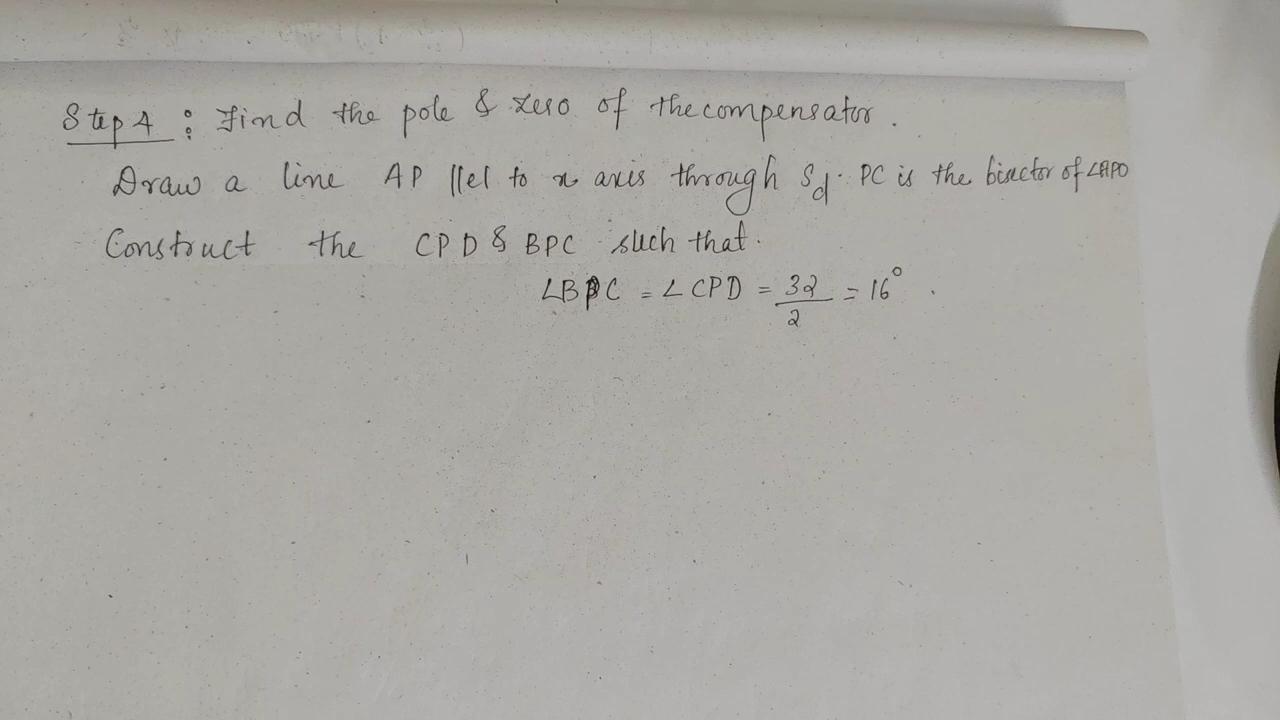 Step 4 : Find the pole & zero of the compensator.
Draw a line AP llel to x axis through Sd. PC is the bisector of ∠APO
Construct the CPD & BPC such that.
∠BPC = ∠CPD = 32/2 = 16° .